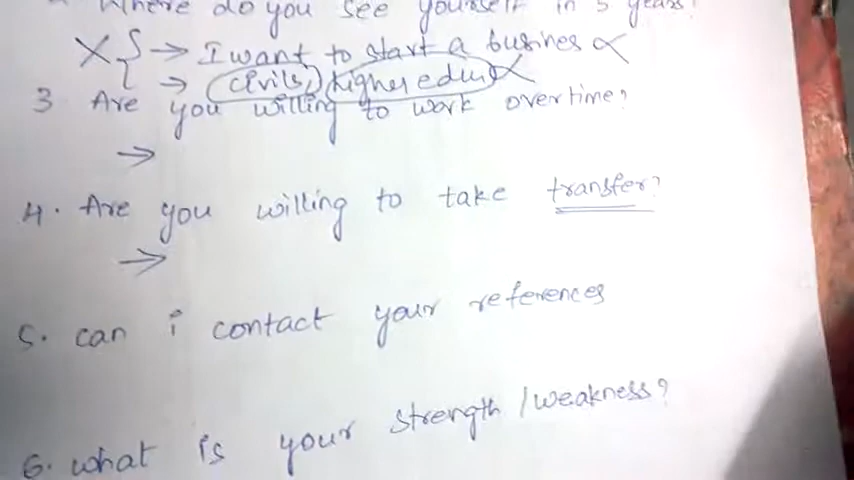 Where do you see yourself in 5 years?
X { → I want to start a busines ∝
→ (civils,) (higher edu) ∝
3 Are you willing to work overtime?
→
4. Are you willing to take transfer?
→
5. can i contact your references
6. what is your strength / weakness?